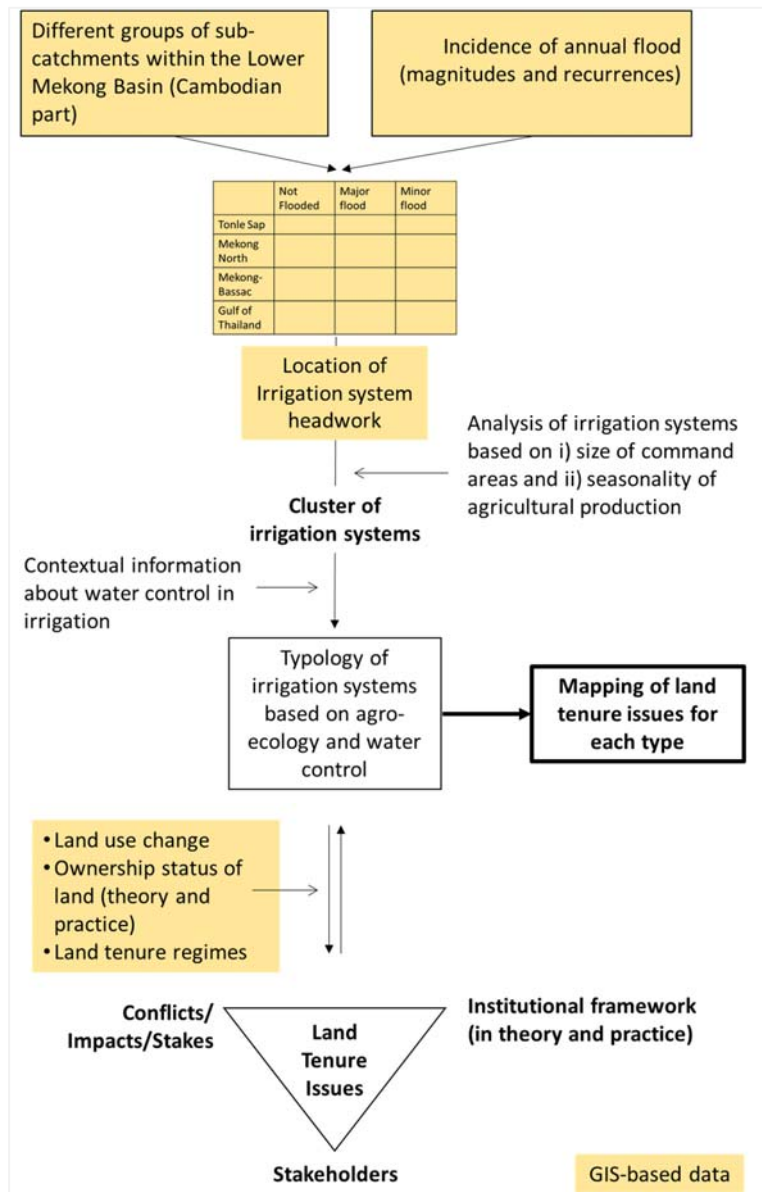 Different groups of sub-
catchments within the Lower
Mekong Basin (Cambodian
part)
Incidence of annual flood
(magnitudes and recurrences)
Not
Flooded
Major
flood
Minor
flood
Tonle Sap
Mekong
North
Mekong-
Bassac
Gulf of
Thailand
Location of
Irrigation system
headwork
Analysis of irrigation systems
based on i) size of command
areas and ii) seasonality of
agricultural production
Cluster of
irrigation systems
Contextual information
about water control in
irrigation
Typology of
irrigation systems
based on agro-
ecology and water
control
Mapping of land
tenure issues for
each type
• Land use change
• Ownership status of
land (theory and
practice)
• Land tenure regimes
Conflicts/
Impacts/Stakes
Land
Tenure
Issues
Institutional framework
(in theory and practice)
Stakeholders
GIS-based data